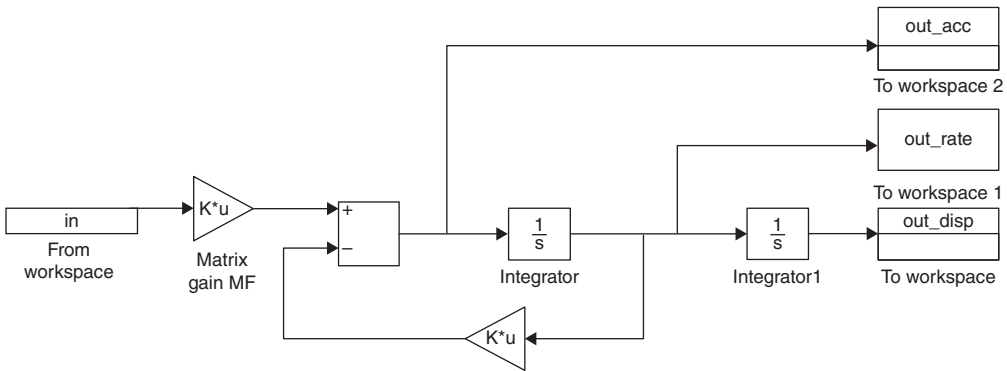 out_acc
To workspace 2
out_rate
To workspace 1
in
From
workspace
K*u
Matrix
gain MF
+
−
1
s
Integrator
1
s
Integrator1
out_disp
To workspace
K*u